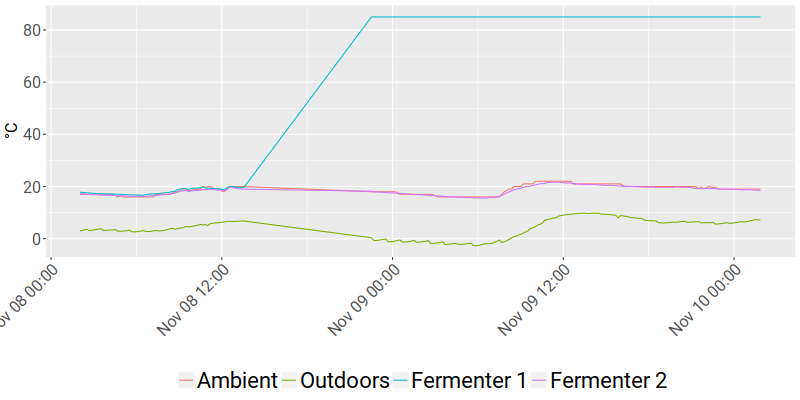 °C
80
60
40
20
0
ov 08 00:00
Nov 08 12:00
Nov 09 00:00
Nov 09 12:00
Nov 10 00:00
Ambient Outdoors Fermenter 1 Fermenter 2